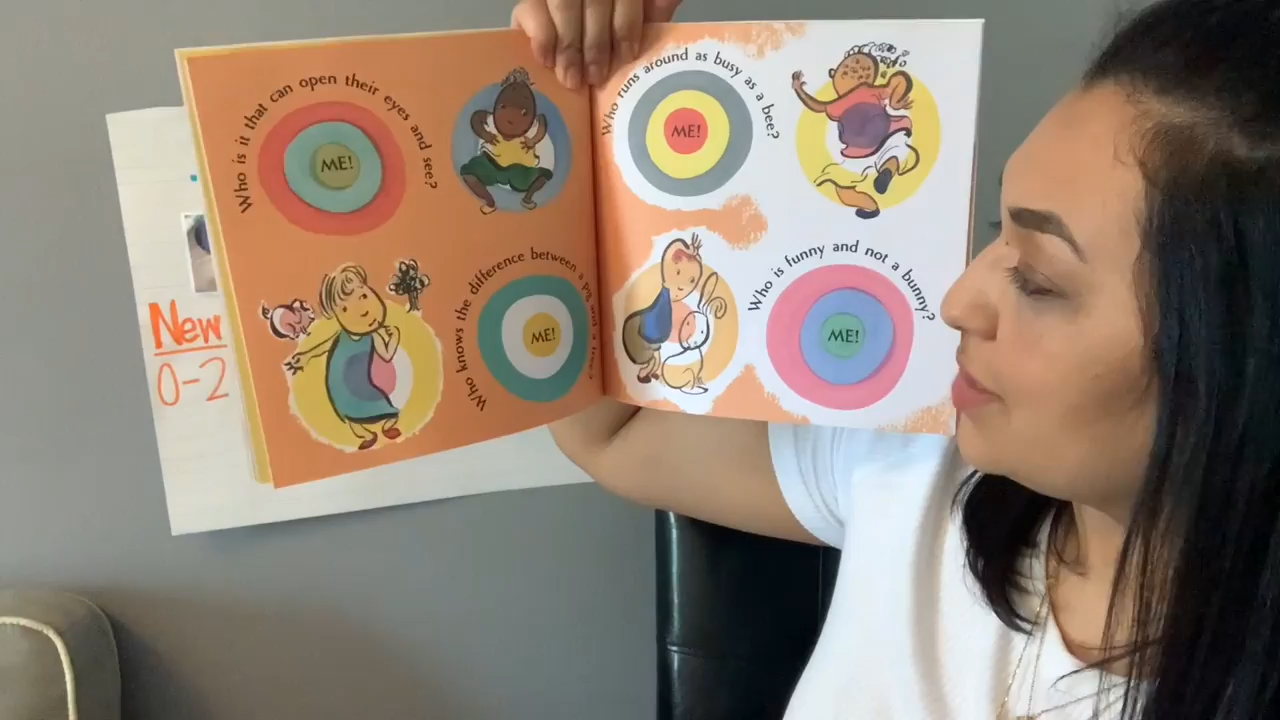 Who is it that can open their eyes and see?
ME!
Who knows the difference between a pig and a tree?
ME!
Who runs around as busy as a bee?
ME!
Who is funny and not a bunny?
ME!
New
0-2